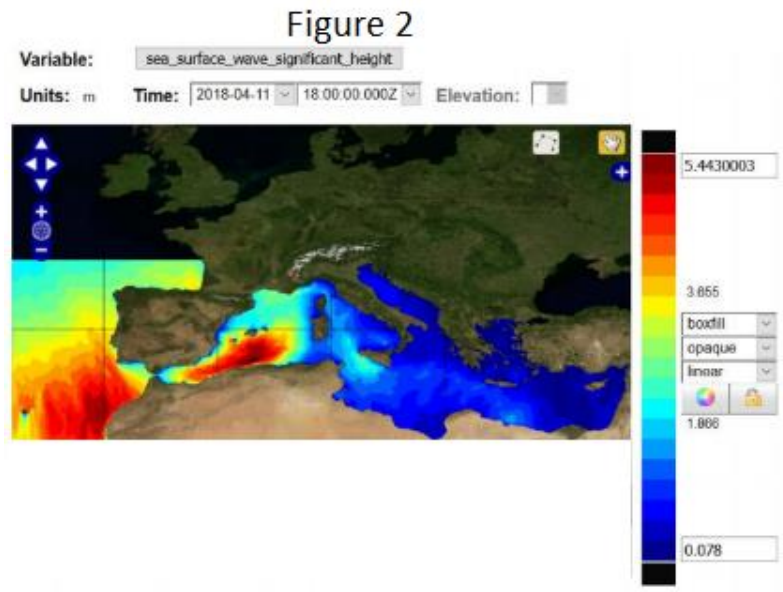 Figure 2
Variable: sea_surface_wave_significant_height
Units: m Time: 2018-04-11 18:00:00.000Z Elevation:
5.4430003
3.655
boxfill
opaque
linear
1.866
0.078